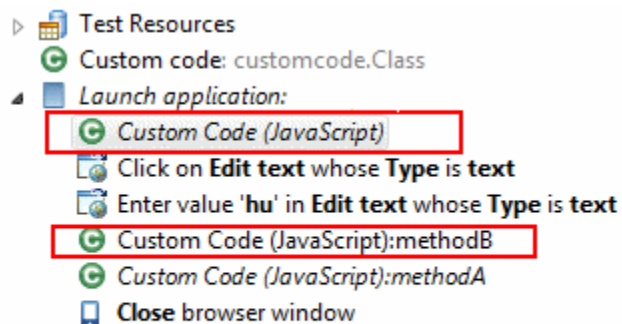 Test Resources
Custom code: customcode.Class
Launch application:
Custom Code (JavaScript)
Click on Edit text whose Type is text
Enter value 'hu' in Edit text whose Type is text
Custom Code (JavaScript):methodB
Custom Code (JavaScript):methodA
Close browser window